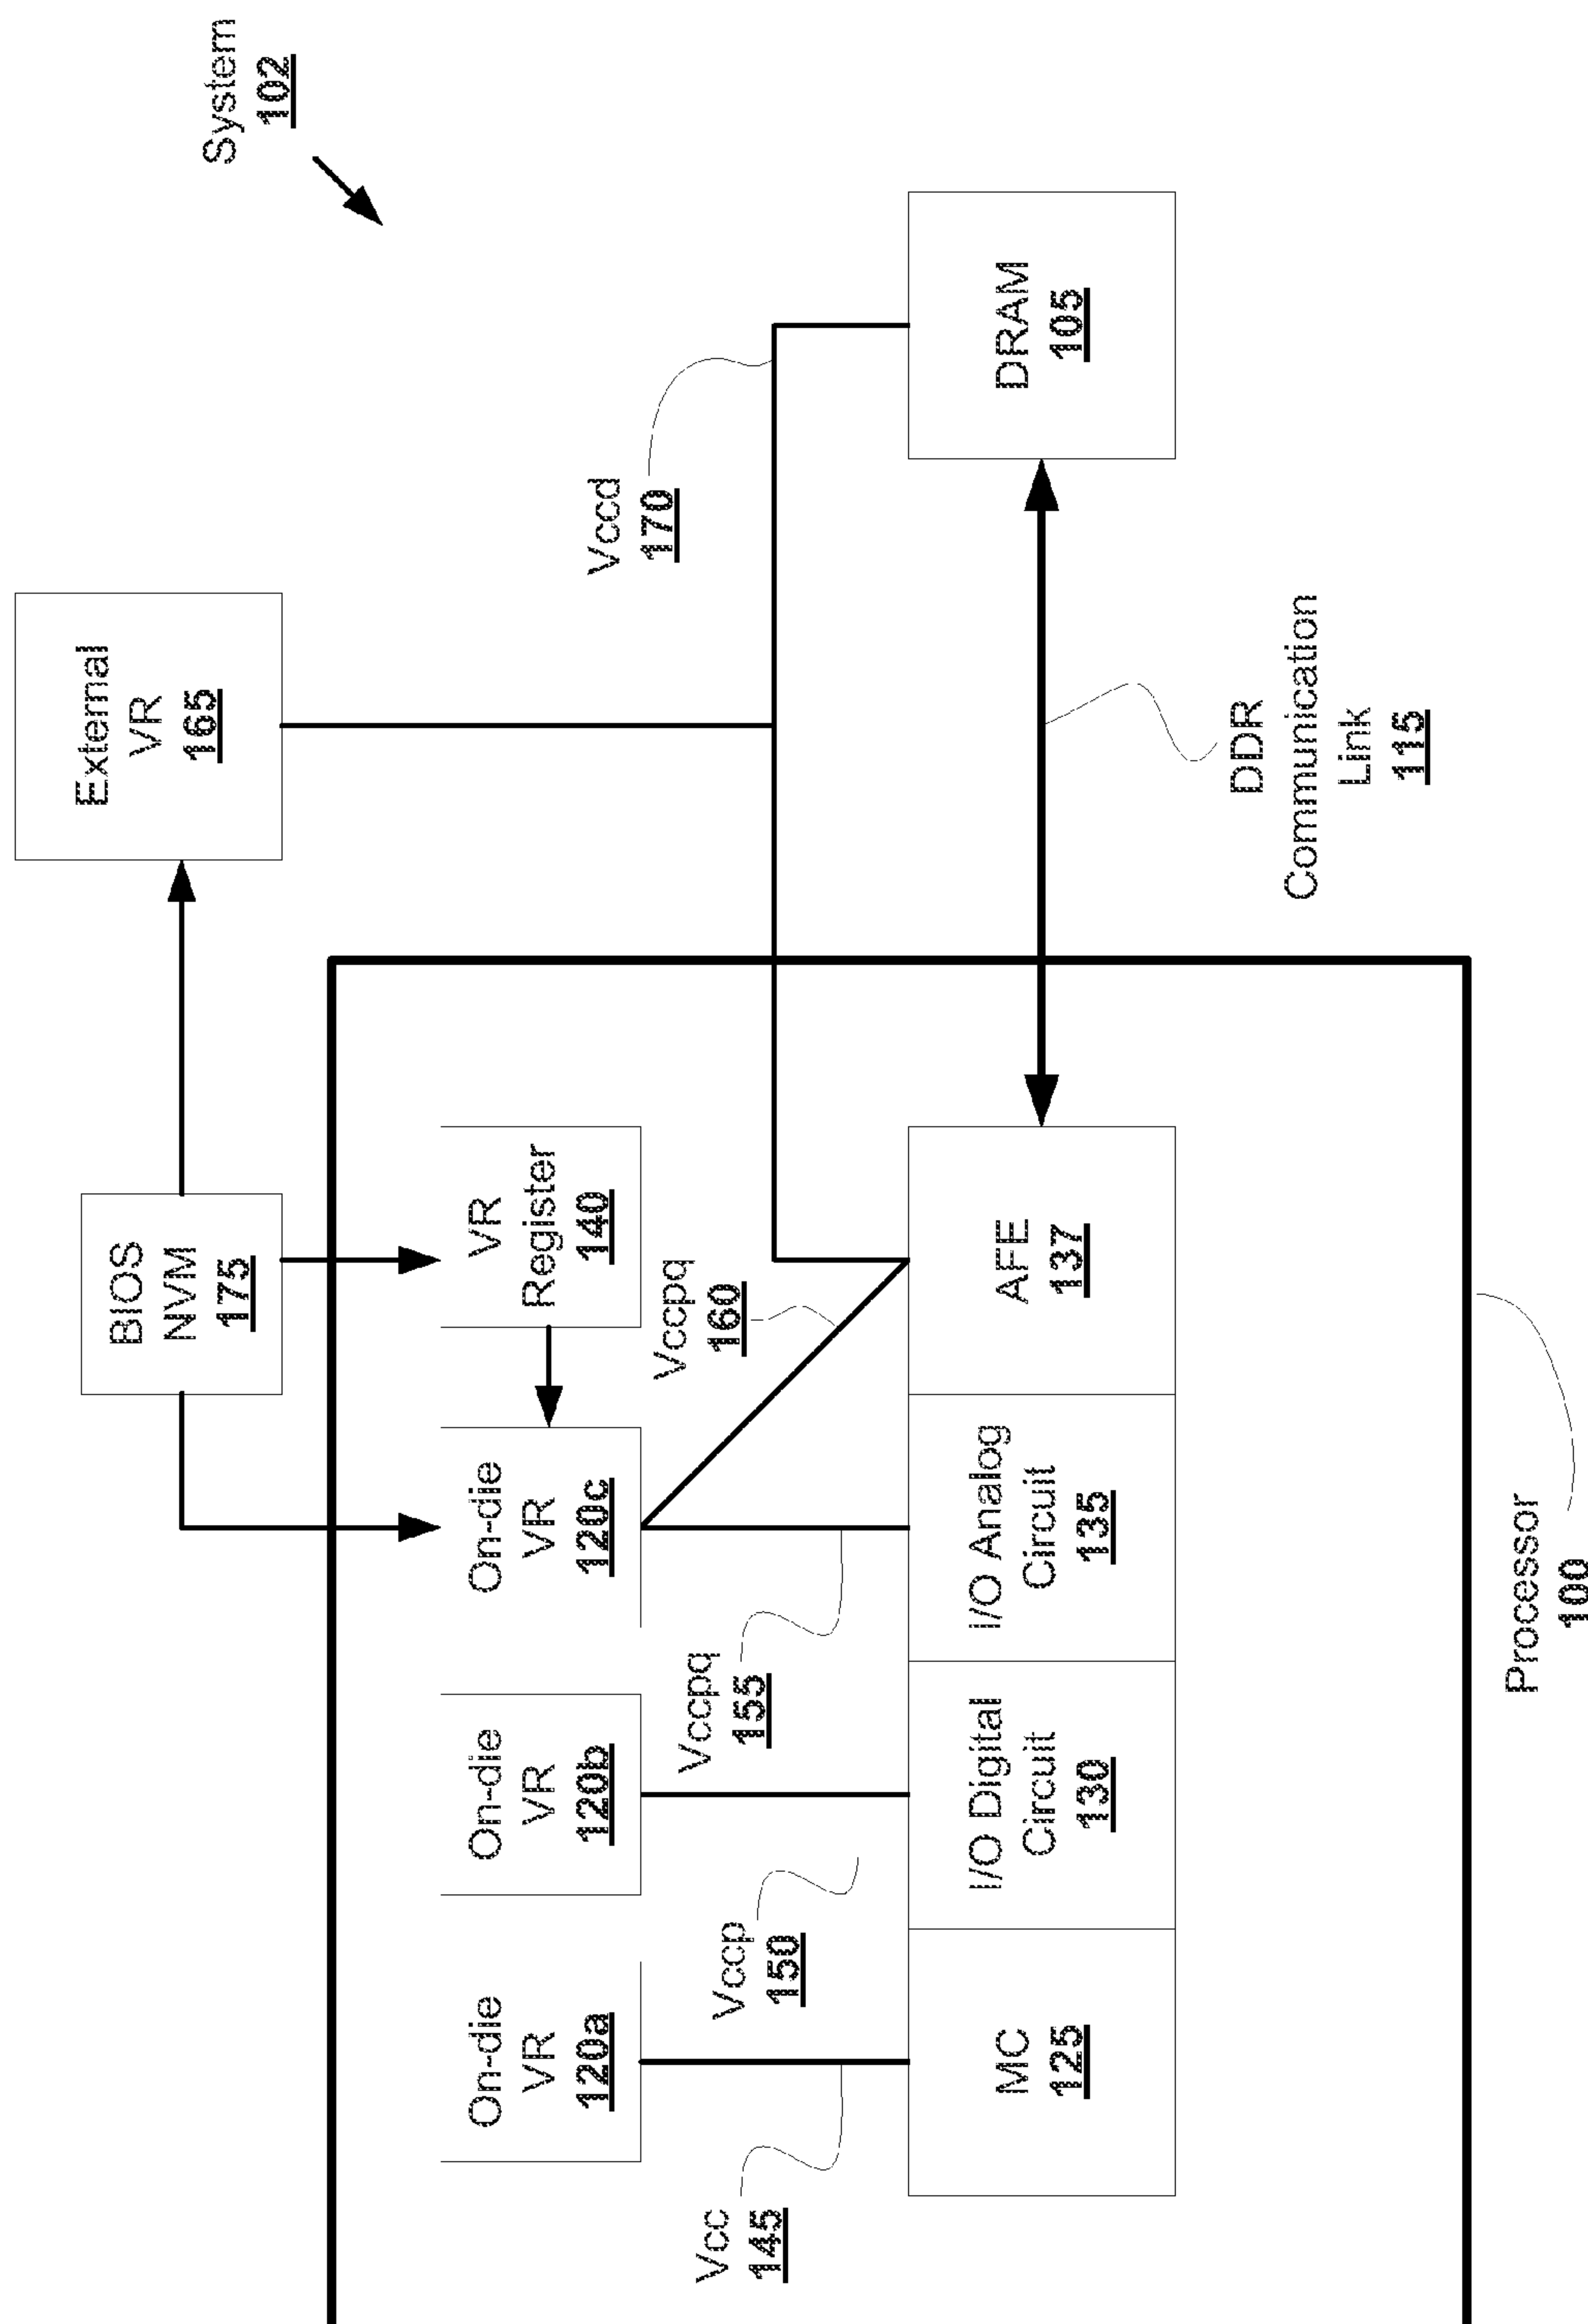 System
102
External
VR
165
BIOS
NVM
175
Vccd
170
On-die
VR
120a
On-die
VR
120b
On-die
VR
120c
VR
Register
140
Vcc
145
Vccp
150
Vccpq
155
Vccpq
160
MC
125
I/O Digital
Circuit
130
I/O Analog
Circuit
135
AFE
137
DRAM
105
DDR
Communication
Link
115
Processor
100